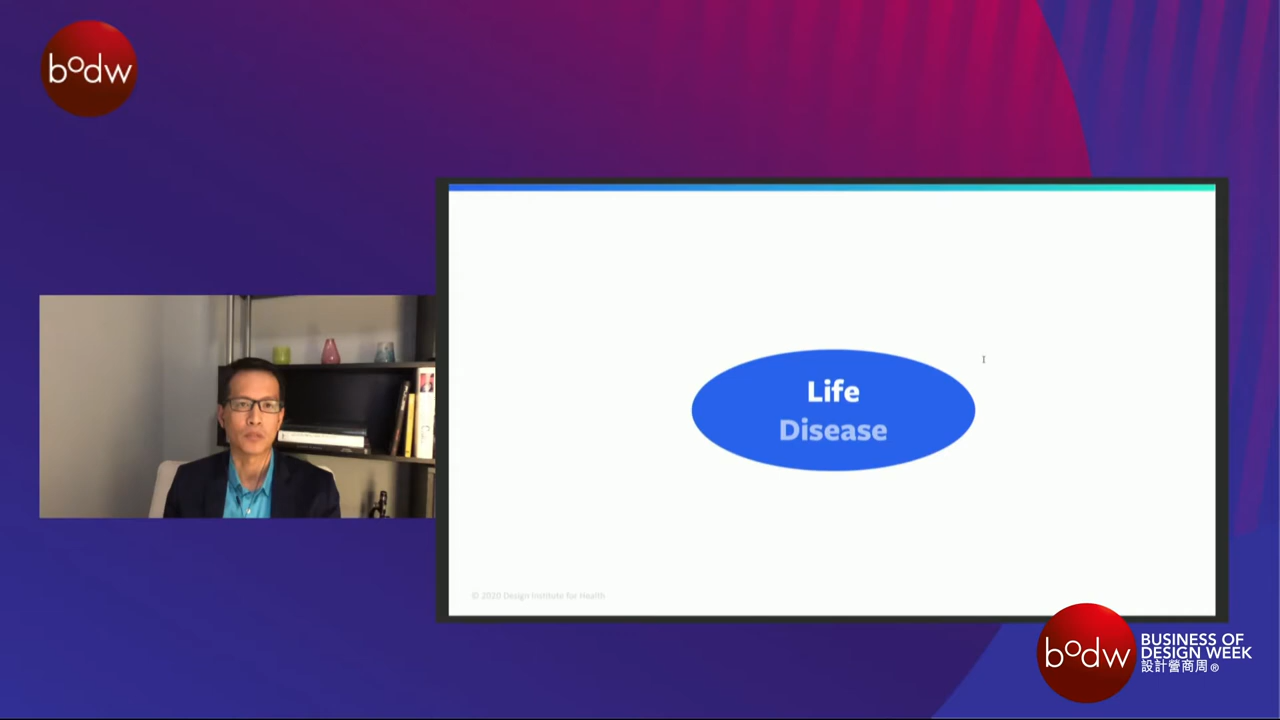 bodw
Life
Disease
© 2020 Design Institute for Health
bodw
BUSINESS OF
DESIGN WEEK
設計營商周®